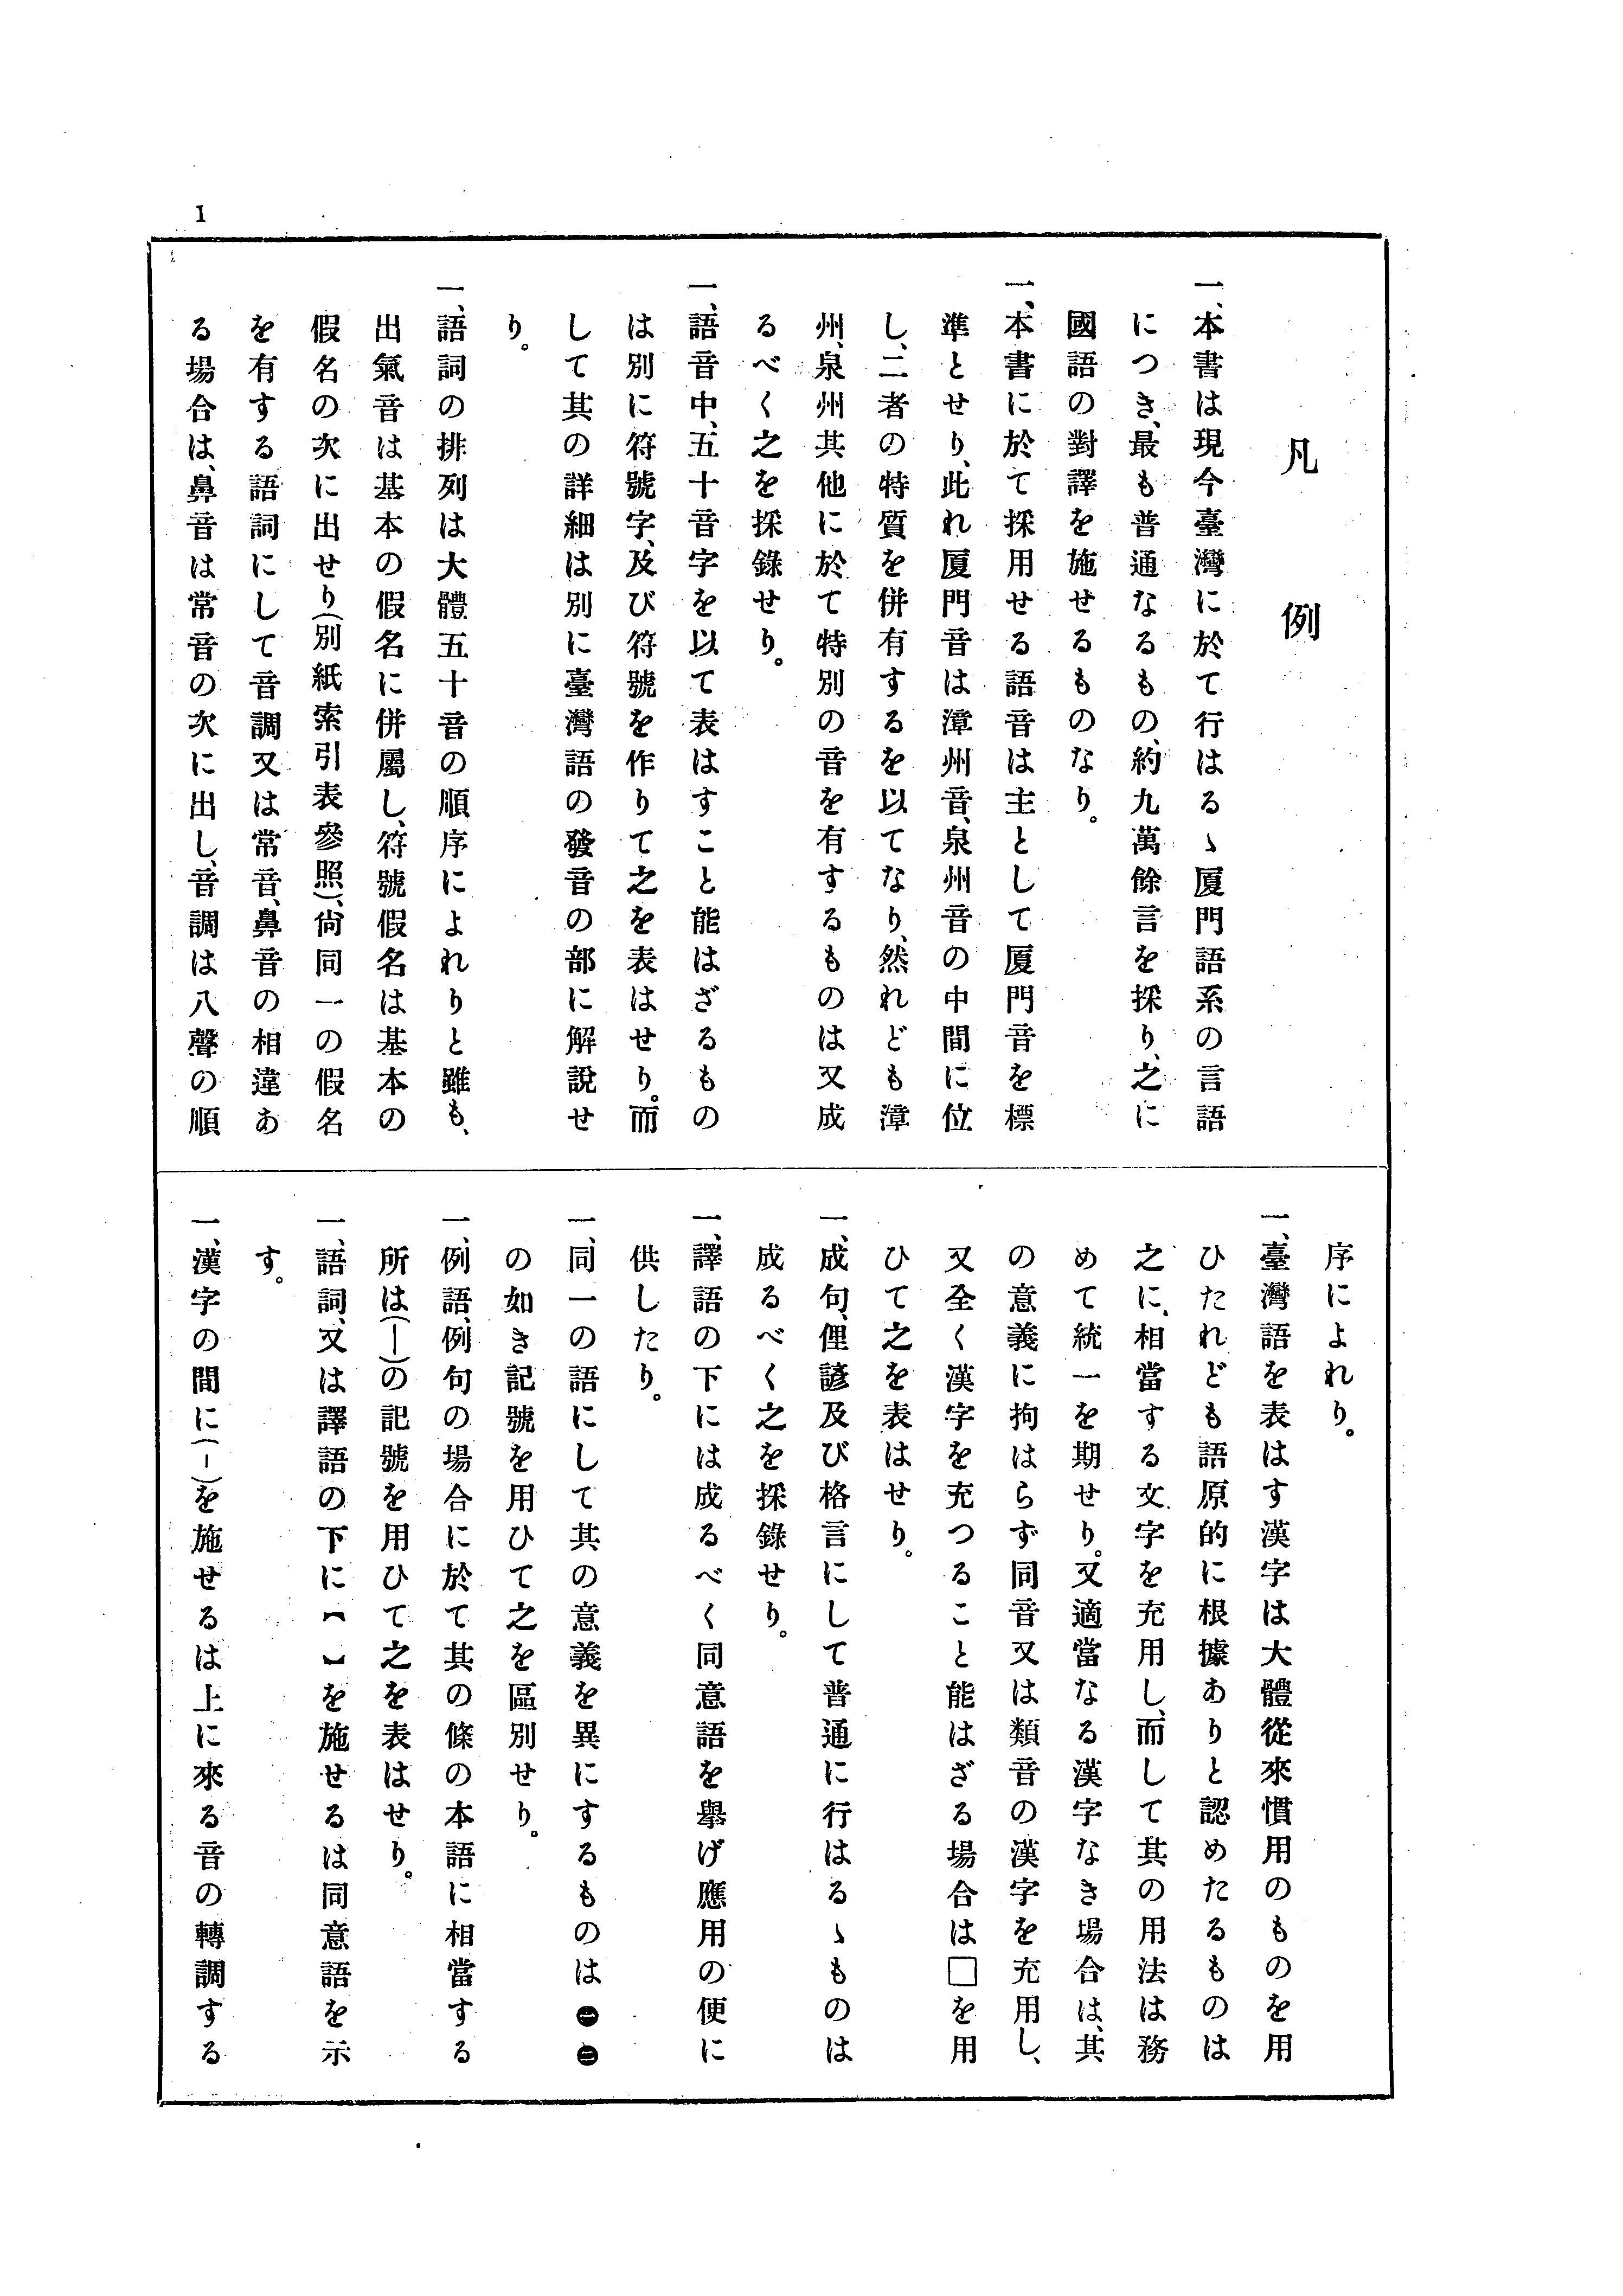 1
凡例
一、本書は現今臺灣に於て行はるゝ厦門語系の言語
につき、最も普通なるもの、約九萬餘言を採り、之に
國語の對譯を施せるものなり。
一、本書に於て採用せる語音は主として厦門音を標
準とせり、此れ厦門音は漳州音、泉州音の中間に位
し、二者の特質を併有するを以てなり、然れども漳
州、泉州其他に於て特別の音を有するものは又成
るべく之を採錄せり。
一、語音中、五十音字を以て表はすこと能はざるもの
は別に符號字、及び符號を作りて之を表はせり。而
して其の詳細は別に臺灣語の發音の部に解說せ
り。
一、語詞の排列は大體五十音の順序によれりと雖も、
出氣音は基本の假名に併屬し、符號假名は基本の
假名の次に出せり(別紙索引表參照)、尙同一の假名
を有する語詞にして音調又は常音、鼻音の相違あ
る場合は、鼻音は常音の次に出し、音調は八聲の順
序によれり。
一、臺灣語を表はす漢字は大體從來慣用のものを用
ひたれども語原的に根據ありと認めたるものは
之に、相當する文字を充用し、而して其の用法は務
めて統一を期せり。又適當なる漢字なき場合は、其
の意義に拘はらず同音又は類音の漢字を充用し、
又全く漢字を充つること能はざる場合は□を用
ひて之を表はせり。
一、成句、俚諺及び格言にして普通に行はるゝものは
成るべく之を採錄せり。
一、譯語の下には成るべく同意語を擧げ應用の便に
供したり。
一、同一の語にして其の意義を異にするものは㊀㊁
の如き記號を用ひて之を區別せり。
一、例語、例句の場合に於て其の條の本語に相當する
所は(—)の記號を用ひて之を表はせり。
一、語詞、又は譯語の下に【】を施せるは同意語を示
す。
一、漢字の間に(-)を施せるは上に來る音の轉調する